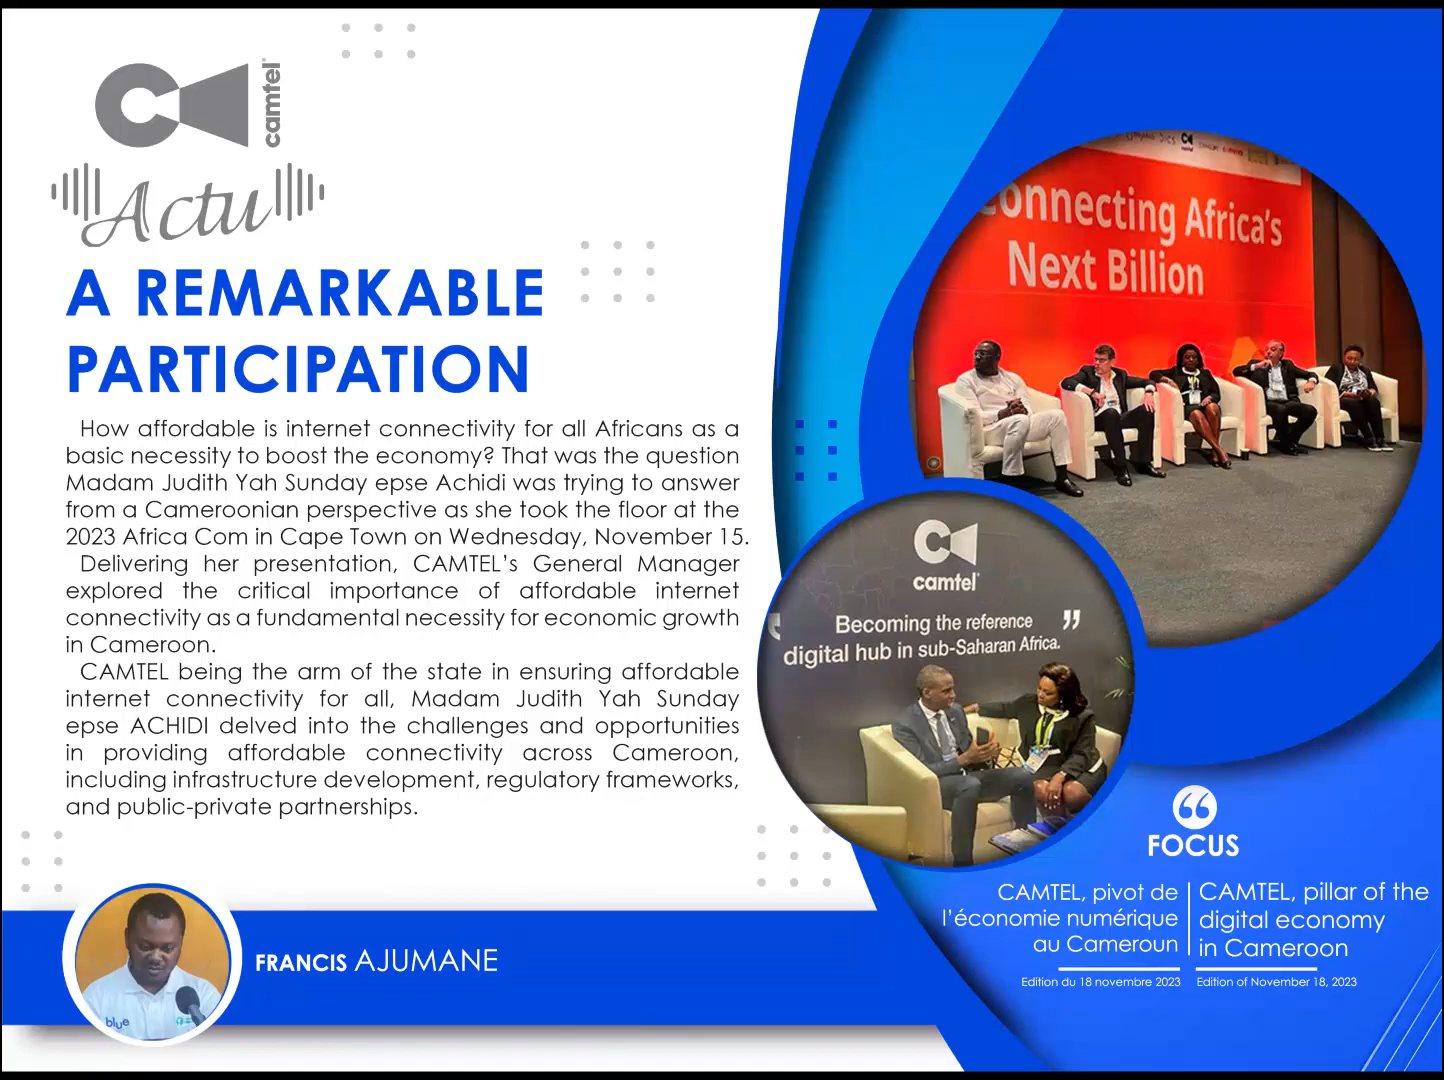 camtel
Actu
A REMARKABLE
PARTICIPATION
How affordable is internet connectivity for all Africans as a
basic necessity to boost the economy? That was the question
Madam Judith Yah Sunday epse Achidi was trying to answer
from a Cameroonian perspective as she took the floor at the
2023 Africa Com in Cape Town on Wednesday, November 15.
Delivering her presentation, CAMTEL’s General Manager
explored the critical importance of affordable internet
connectivity as a fundamental necessity for economic growth
in Cameroon.
CAMTEL being the arm of the state in ensuring affordable
internet connectivity for all, Madam Judith Yah Sunday
epse ACHIDI delved into the challenges and opportunities
in providing affordable connectivity across Cameroon,
including infrastructure development, regulatory frameworks,
and public-private partnerships.
blue
FRANCIS AJUMANE
camtel
Connecting Africa's
Next Billion
camtel
“ Becoming the reference ”
digital hub in sub-Saharan Africa.
FOCUS
CAMTEL, pivot de
l’économie numérique
au Cameroun
Edition du 18 novembre 2023
CAMTEL, pillar of the
digital economy
in Cameroon
Edition of November 18, 2023